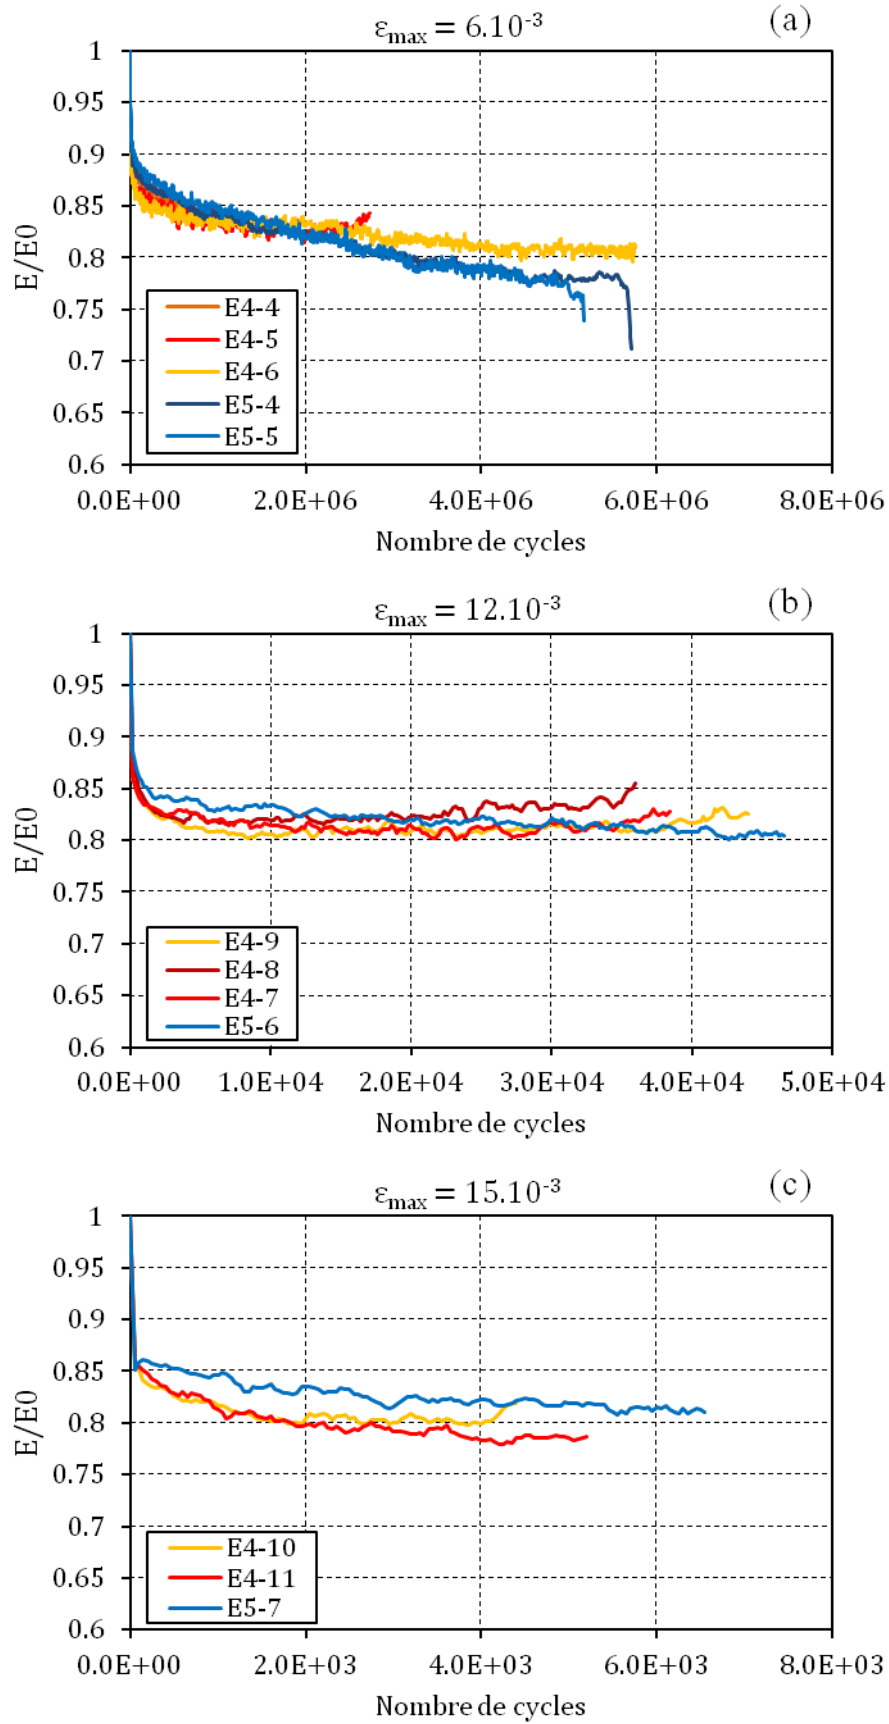 ε_max = 6.10⁻³
(a)
E/E0
1
0.95
0.9
0.85
0.8
0.75
0.7
0.65
0.6
E4-4
E4-5
E4-6
E5-4
E5-5
0.0E+00 2.0E+06 4.0E+06 6.0E+06 8.0E+06
Nombre de cycles
ε_max = 12.10⁻³
(b)
E/E0
1
0.95
0.9
0.85
0.8
0.75
0.7
0.65
0.6
E4-9
E4-8
E4-7
E5-6
0.0E+00 1.0E+04 2.0E+04 3.0E+04 4.0E+04 5.0E+04
Nombre de cycles
ε_max = 15.10⁻³
(c)
E/E0
1
0.95
0.9
0.85
0.8
0.75
0.7
0.65
0.6
E4-10
E4-11
E5-7
0.0E+00 2.0E+03 4.0E+03 6.0E+03 8.0E+03
Nombre de cycles